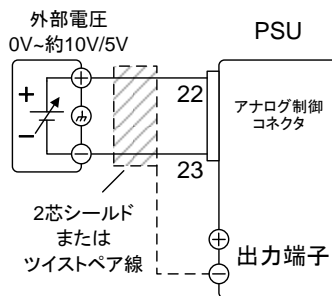 外部電圧
0V~約10V/5V
PSU
22
アナログ制御
コネクタ
23
2芯シールド
または
ツイストペア線
出力端子